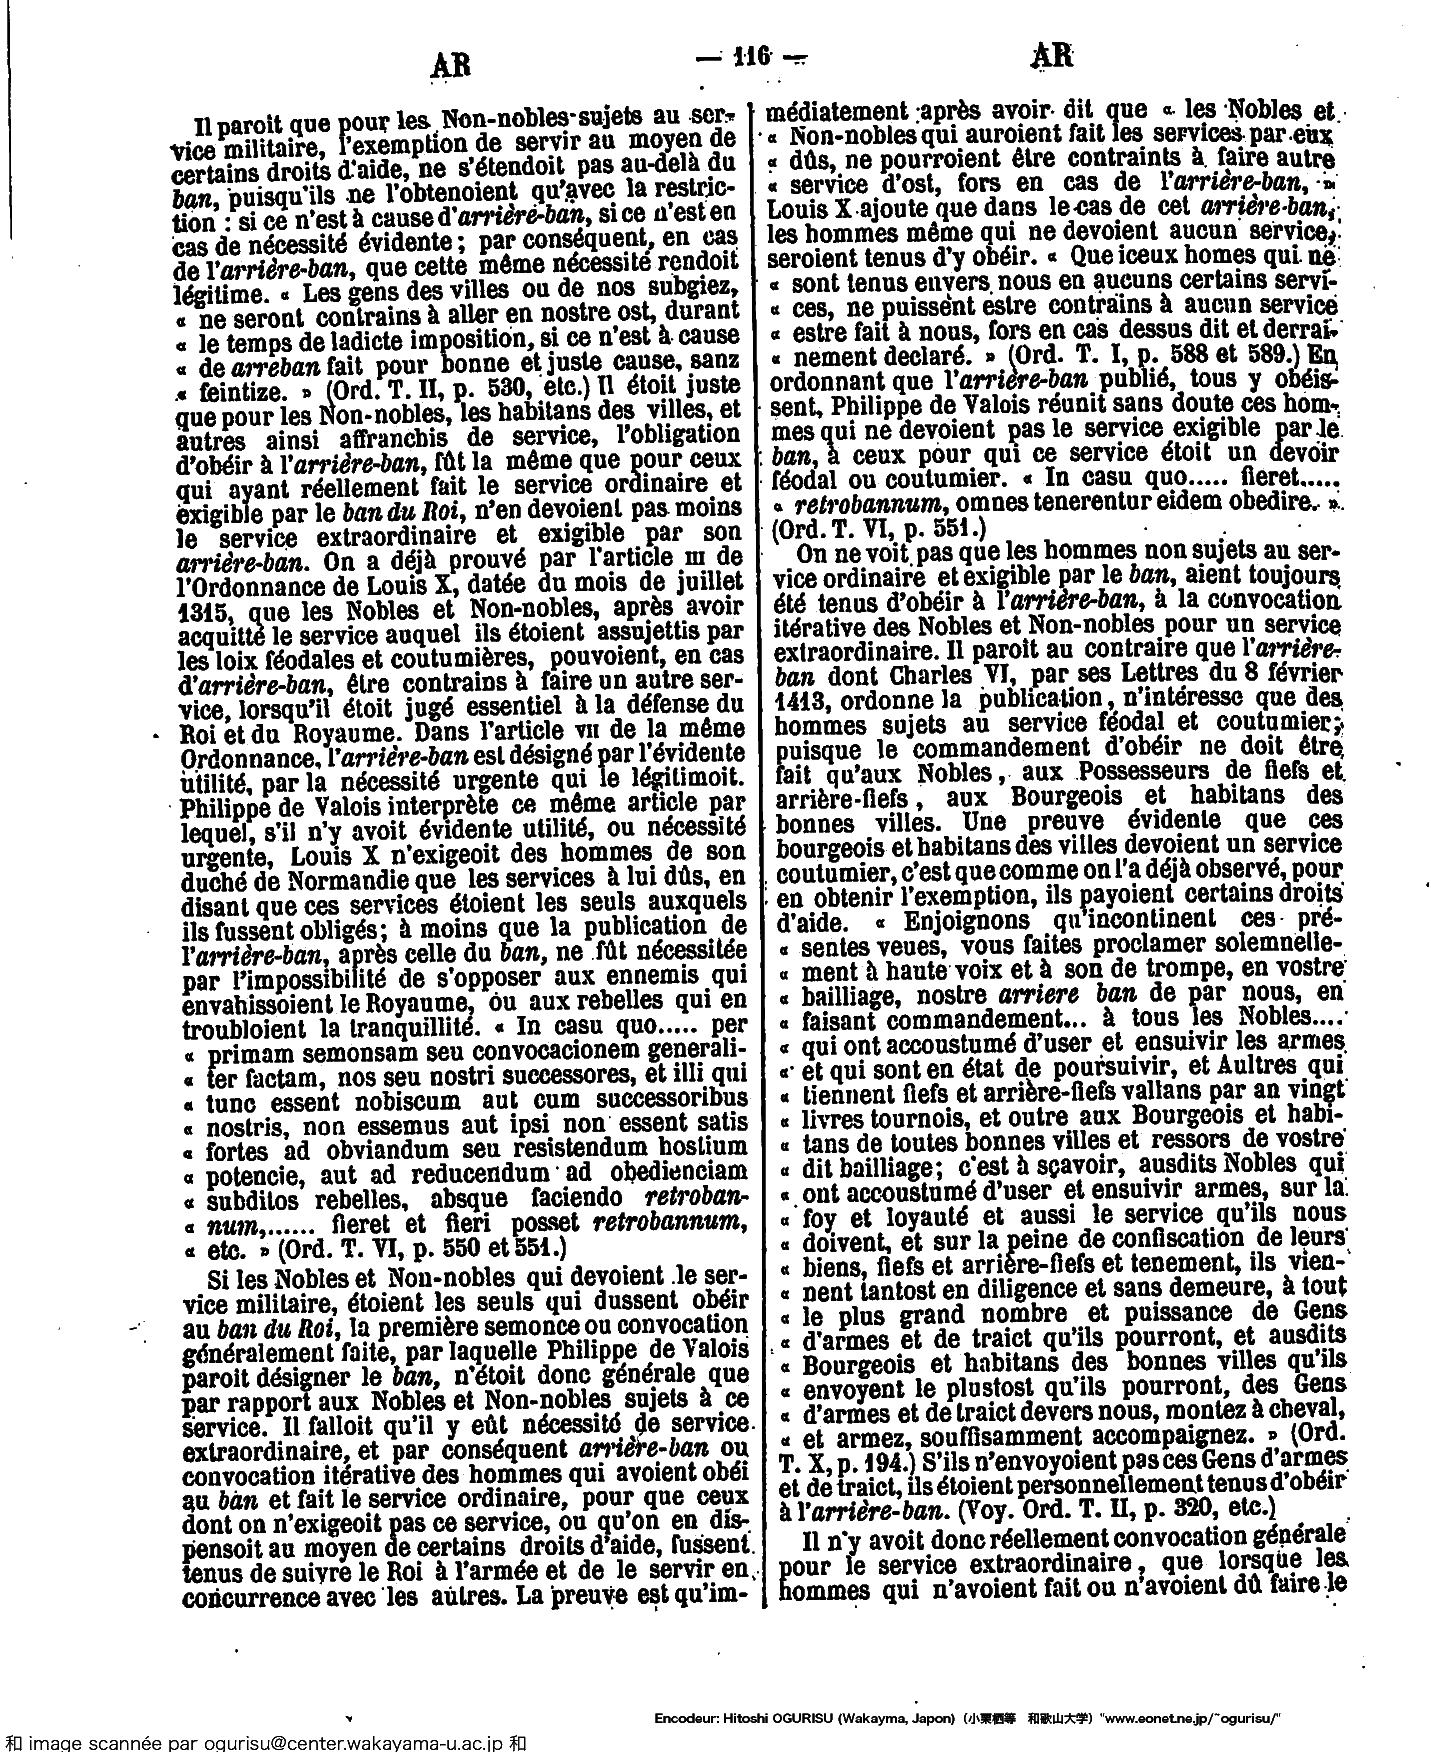 AR
— 116 —
AR
Il paroit que pour les Non-nobles sujets au ser-
vice militaire, l'exemption de servir au moyen de
certains droits d'aide, ne s'étendoit pas au-delà du
ban, puisqu'ils ne l'obtenoient qu'avec la restric-
tion : si ce n'est à cause d'arrière-ban, si ce n'est en
cas de nécessité évidente ; par conséquent, en cas
de l'arrière-ban, que cette même nécessité rendoit
légitime. « Les gens des villes ou de nos subgiez,
« ne seront contrains à aller en nostre ost, durant
« le temps de ladicte imposition, si ce n'est à cause
« de arreban fait pour bonne et juste cause, sanz
« feintize. » (Ord. T. II, p. 530, etc.) Il étoit juste
que pour les Non-nobles, les habitans des villes, et
autres ainsi affranchis de service, l'obligation
d'obéir à l'arrière-ban, fût la même que pour ceux
qui ayant réellement fait le service ordinaire et
exigible par le ban du Roi, n'en devoient pas moins
le service extraordinaire et exigible par son
arrière-ban. On a déjà prouvé par l'article III de
l'Ordonnance de Louis X, datée du mois de juillet
1315, que les Nobles et Non-nobles, après avoir
acquitté le service auquel ils étoient assujettis par
les loix féodales et coutumières, pouvoient, en cas
d'arrière-ban, être contrains à faire un autre ser-
vice, lorsqu'il étoit jugé essentiel à la défense du
Roi et du Royaume. Dans l'article VII de la même
Ordonnance, l'arrière-ban est désigné par l'évidente
utilité, par la nécessité urgente qui le légitimoit.
Philippe de Valois interprète ce même article par
lequel, s'il n'y avoit évidente utilité, ou nécessité
urgente, Louis X n'exigeoit des hommes de son
duché de Normandie que les services à lui dûs, en
disant que ces services étoient les seuls auxquels
ils fussent obligés ; à moins que la publication de
l'arrière-ban, après celle du ban, ne fût nécessitée
par l'impossibilité de s'opposer aux ennemis qui
envahissoient le Royaume, ou aux rebelles qui en
troubloient la tranquillité. « In casu quo..... per
« primam semonsam seu convocacionem generali-
« ter factam, nos seu nostri successores, et illi qui
« tunc essent nobiscum aut cum successoribus
« nostris, non essemus aut ipsi non essent satis
« fortes ad obviandum seu resistendum hostium
« potencie, aut ad reducendum ad obedienciam
« subditos rebelles, absque faciendo retroban-
« num,...... fieret et fieri posset retrobannum,
« etc. » (Ord. T. VI, p. 550 et 551.)
Si les Nobles et Non-nobles qui devoient le ser-
vice militaire, étoient les seuls qui dussent obéir
au ban du Roi, la première semonce ou convocation
généralement faite, par laquelle Philippe de Valois
paroit désigner le ban, n'étoit donc générale que
par rapport aux Nobles et Non-nobles sujets à ce
service. Il falloit qu'il y eût nécessité de service
extraordinaire, et par conséquent arrière-ban ou
convocation itérative des hommes qui avoient obéi
au ban et fait le service ordinaire, pour que ceux
dont on n'exigeoit pas ce service, ou qu'on en dis-
pensoit au moyen de certains droits d'aide, fussent
tenus de suivre le Roi à l'armée et de le servir en
concurrence avec les autres. La preuve est qu'im-
médiatement après avoir dit que « les Nobles et
« Non-nobles qui auroient fait les services par eux
« dûs, ne pourroient être contraints à faire autre
« service d'ost, fors en cas de l'arrière-ban, »
Louis X ajoute que dans le cas de cet arrière-ban,
les hommes même qui ne devoient aucun service,
seroient tenus d'y obéir. « Que iceux homes qui ne
« sont tenus envers nous en aucuns certains servi-
« ces, ne puissent estre contrains à aucun service
« estre fait à nous, fors en cas dessus dit et derrai-
« nement declaré. » (Ord. T. I, p. 588 et 589.) En
ordonnant que l'arrière-ban publié, tous y obéis-
sent, Philippe de Valois réunit sans doute ces hom-
mes qui ne devoient pas le service exigible par le
ban, à ceux pour qui ce service étoit un devoir
féodal ou coutumier. « In casu quo..... fieret.....
« retrobannum, omnes tenerentur eidem obedire. »
(Ord. T. VI, p. 551.)
On ne voit pas que les hommes non sujets au ser-
vice ordinaire et exigible par le ban, aient toujours
été tenus d'obéir à l'arrière-ban, à la convocation
itérative des Nobles et Non-nobles pour un service
extraordinaire. Il paroit au contraire que l'arrière-
ban dont Charles VI, par ses Lettres du 8 février
1413, ordonne la publication, n'intéresse que des
hommes sujets au service féodal et coutumier ;
puisque le commandement d'obéir ne doit être
fait qu'aux Nobles, aux Possesseurs de fiefs et
arrière-fiefs, aux Bourgeois et habitans des
bonnes villes. Une preuve évidente que ces
bourgeois et habitans des villes devoient un service
coutumier, c'est que comme on l'a déjà observé, pour
en obtenir l'exemption, ils payoient certains droits
d'aide. « Enjoignons qu'incontinent ces pré-
« sentes veues, vous faites proclamer solemnelle-
« ment à haute voix et à son de trompe, en vostre
« bailliage, nostre arriere ban de par nous, en
« faisant commandement... à tous les Nobles....
« qui ont accoustumé d'user et ensuivir les armes
« et qui sont en état de poursuivir, et Aultres qui
« tiennent fiefs et arrière-fiefs vallans par an vingt
« livres tournois, et outre aux Bourgeois et habi-
« tans de toutes bonnes villes et ressors de vostre
« dit bailliage ; c'est à sçavoir, ausdits Nobles qui
« ont accoustumé d'user et ensuivir armes, sur la
« foy et loyauté et aussi le service qu'ils nous
« doivent, et sur la peine de confiscation de leurs
« biens, fiefs et arrière-fiefs et tenement, ils vien-
« nent tantost en diligence et sans demeure, à tout
« le plus grand nombre et puissance de Gens
« d'armes et de traict qu'ils pourront, et ausdits
« Bourgeois et habitans des bonnes villes qu'ils
« envoyent le plustost qu'ils pourront, des Gens
« d'armes et de traict devers nous, montez à cheval,
« et armez, souffisamment accompaignez. » (Ord.
T. X, p. 194.) S'ils n'envoyoient pas ces Gens d'armes
et de traict, ils étoient personnellement tenus d'obéir
à l'arrière-ban. (Voy. Ord. T. II, p. 320, etc.)
Il n'y avoit donc réellement convocation générale
pour le service extraordinaire, que lorsque les
hommes qui n'avoient fait ou n'avoient dû faire le
Encodeur: Hitoshi OGURISU (Wakayma, Japon)（小栗栖等　和歌山大学）"www.eonet.ne.jp/~ogurisu/"
和 image scannée par ogurisu@center.wakayama-u.ac.jp 和